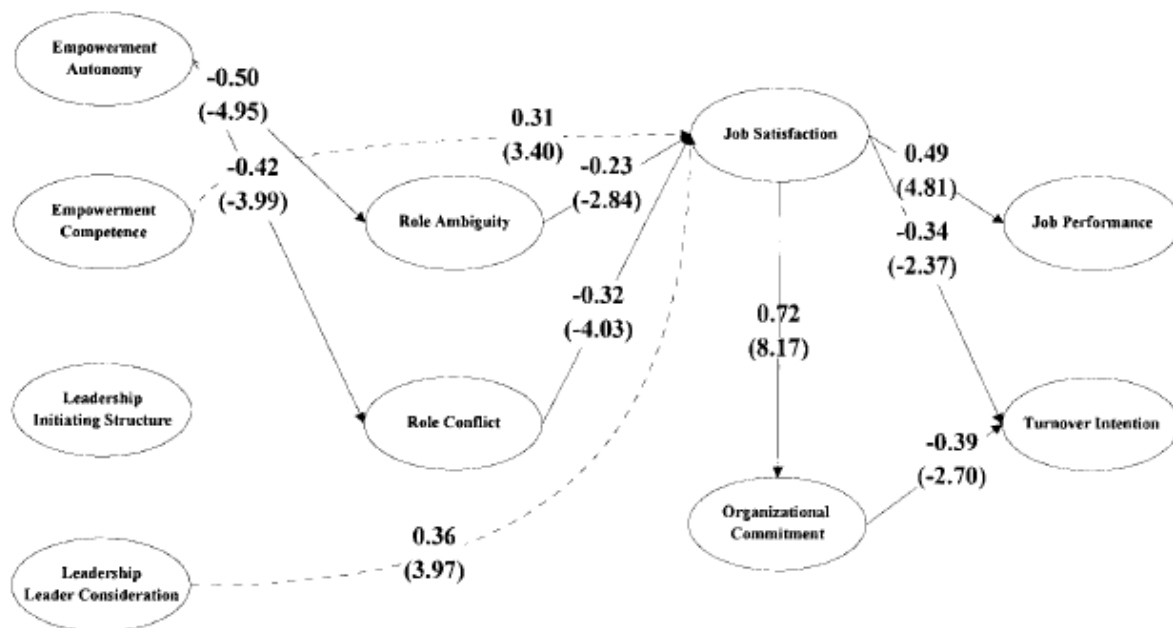 Empowerment
Autonomy
-0.50
(-4.95)
0.31
(3.40)
Job Satisfaction
0.49
(4.81)
-0.42
(-3.99)
-0.23
(-2.84)
Empowerment
Competence
Role Ambiguity
Job Performance
-0.34
(-2.37)
-0.32
(-4.03)
0.72
(8.17)
Leadership
Initiating Structure
Role Conflict
Turnover Intention
-0.39
(-2.70)
Organizational
Commitment
0.36
(3.97)
Leadership
Leader Consideration